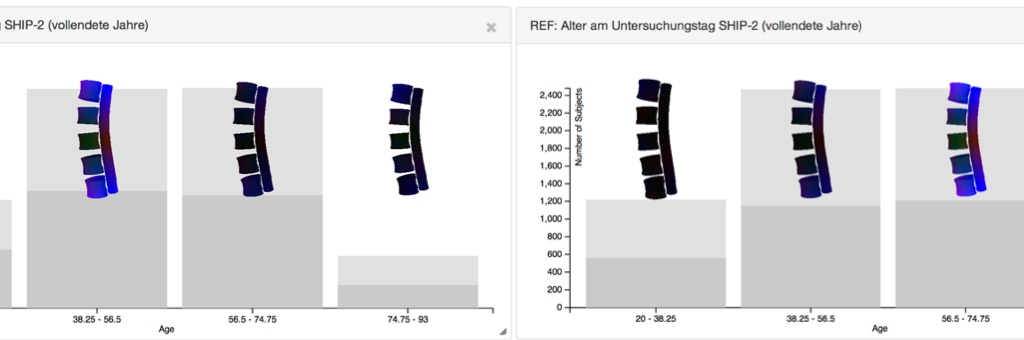 SHIP-2 (vollendete Jahre)
38.25 - 56.5
56.5 - 74.75
74.75 - 93
Age
REF: Alter am Untersuchungstag SHIP-2 (vollendete Jahre)
Number of Subjects
2,400
2,200
2,000
1,800
1,600
1,400
1,200
1,000
800
600
400
200
0
20 - 38.25
38.25 - 56.5
56.5 - 74.75
Age